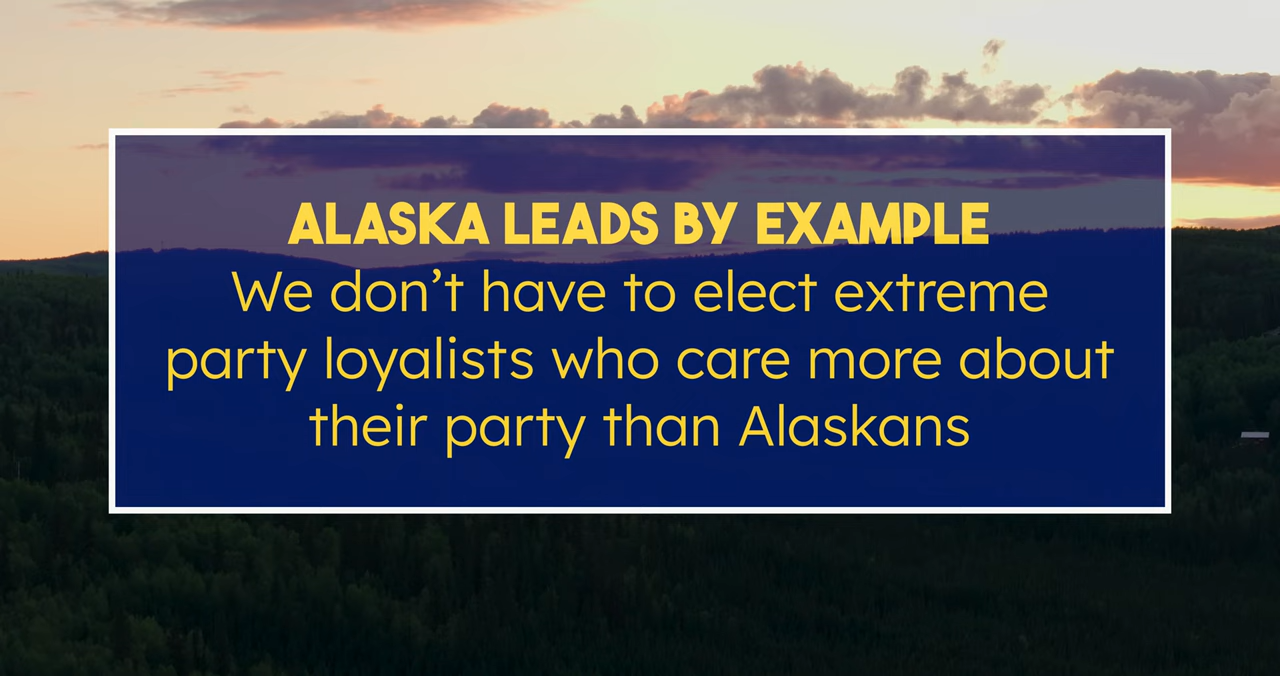 ALASKA LEADS BY EXAMPLE
We don’t have to elect extreme
party loyalists who care more about
their party than Alaskans